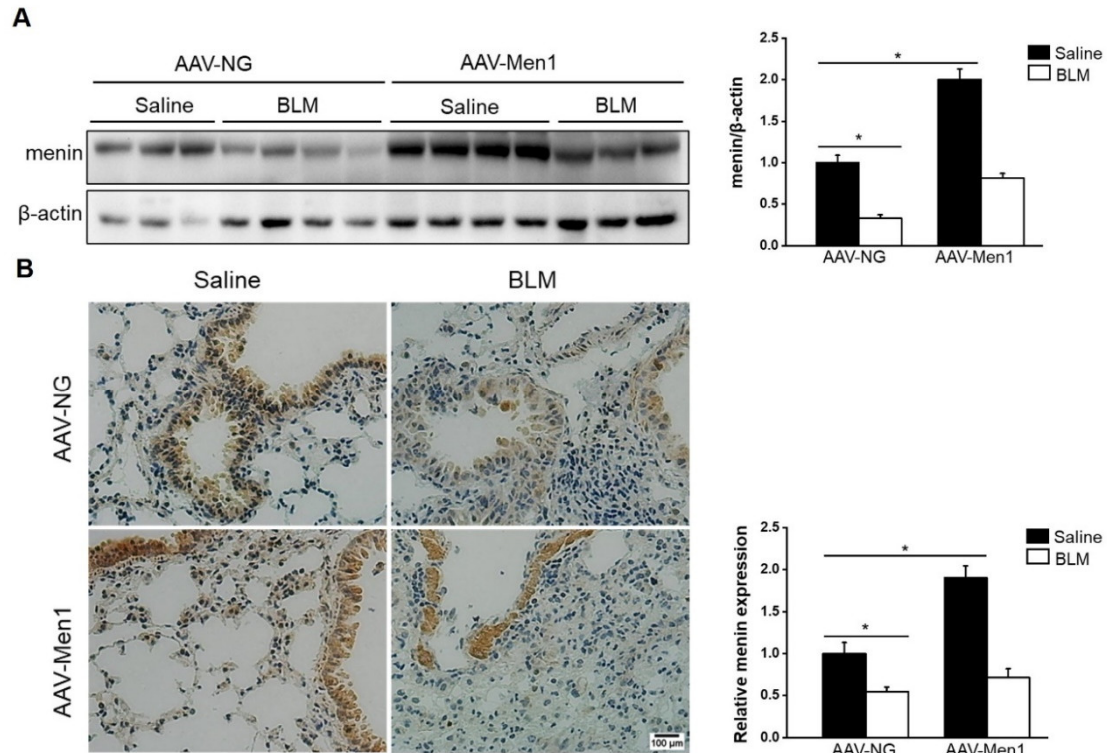 A
AAV-NG AAV-Men1
Saline BLM Saline BLM
menin
β-actin
menin/β-actin
2.5
2.0
1.5
1.0
0.5
0.0
*
*
AAV-NG AAV-Men1
Saline
BLM
B
Saline BLM
AAV-NG
AAV-Men1
100 μm
Relative menin expression
2.5
2.0
1.5
1.0
0.5
0.0
*
*
AAV-NG AAV-Men1
Saline
BLM